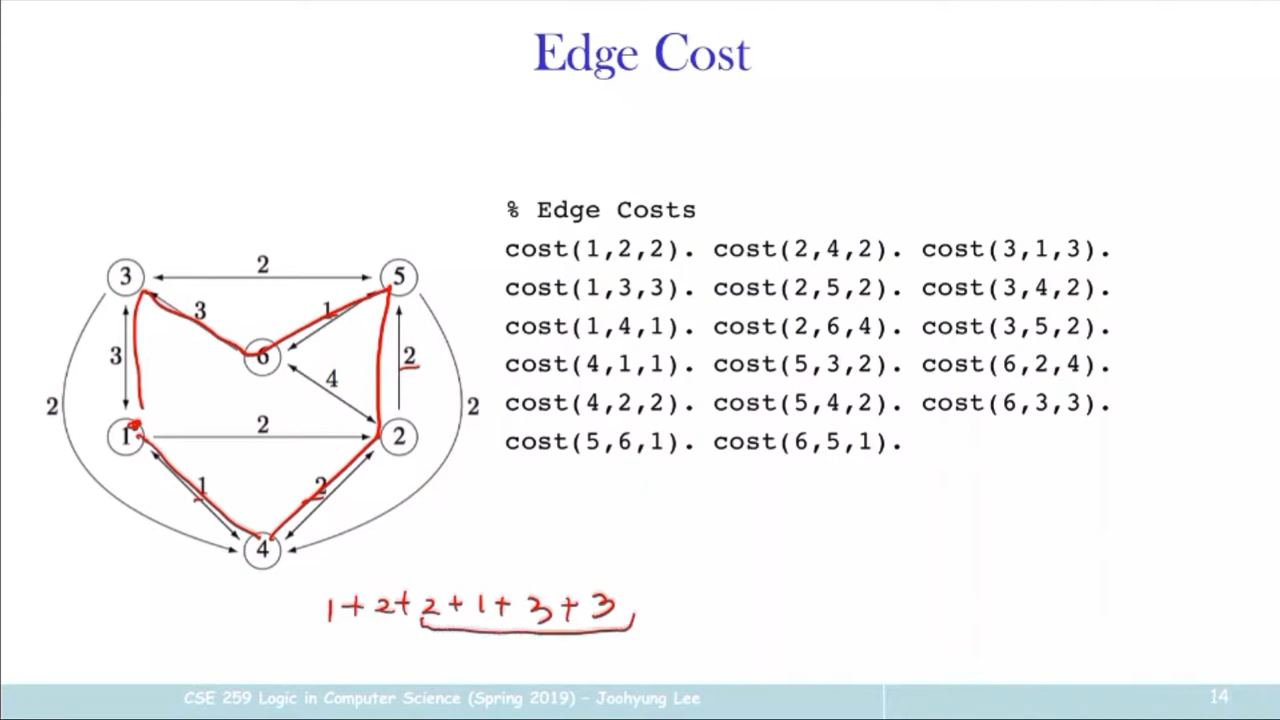 Edge Cost
% Edge Costs
cost(1,2,2). cost(2,4,2). cost(3,1,3).
cost(1,3,3). cost(2,5,2). cost(3,4,2).
cost(1,4,1). cost(2,6,4). cost(3,5,2).
cost(4,1,1). cost(5,3,2). cost(6,2,4).
cost(4,2,2). cost(5,4,2). cost(6,3,3).
cost(5,6,1). cost(6,5,1).
2
3
5
3
1
6
3
2
4
2
2
1
2
2
1
2
4
1+2+2+1+3+3
CSE 259 Logic in Computer Science (Spring 2019) – Joohyung Lee
14